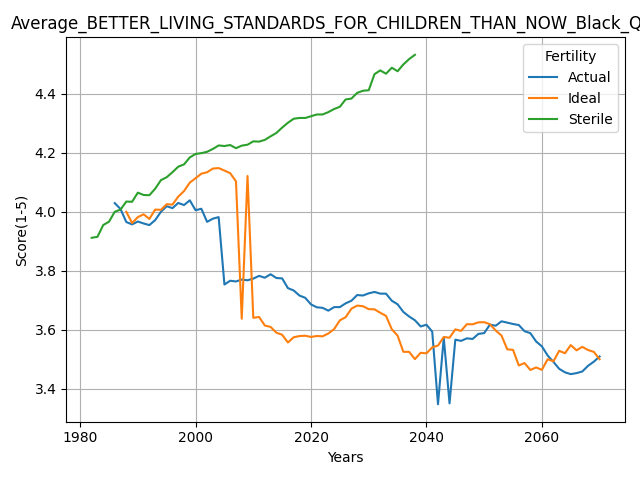 Average_BETTER_LIVING_STANDARDS_FOR_CHILDREN_THAN_NOW_Black_Q
Fertility
Actual
Ideal
Sterile
Score(1-5)
4.4
4.2
4.0
3.8
3.6
3.4
1980
2000
2020
2040
2060
Years